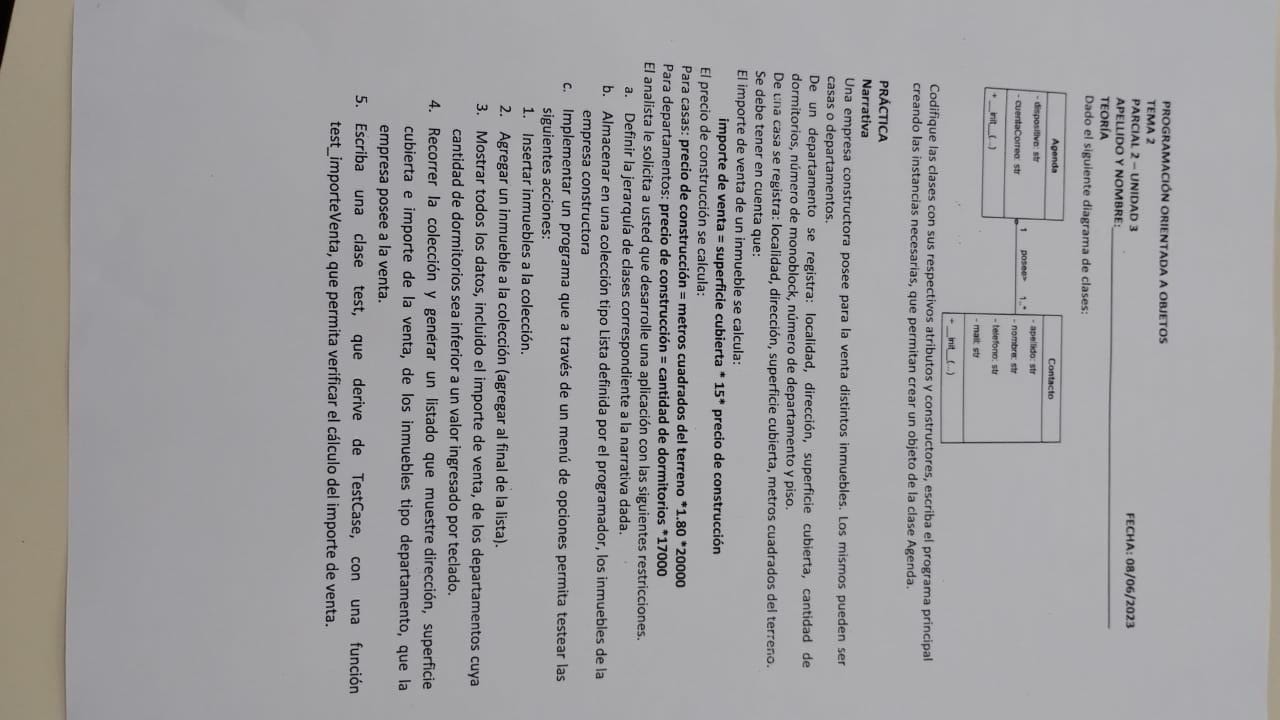 PROGRAMACIÓN ORIENTADA A OBJETOS
TEMA 2
PARCIAL 2 – UNIDAD 3
FECHA: 08/06/2023
APELLIDO Y NOMBRE:
TEORÍA
Dado el siguiente diagrama de clases:
Agenda
- dispositivo: str
- cuentaCorreo: str
+ __init__(...)
1 posee> 1..*
Contacto
- apellido: str
- nombre: str
- telefono: str
- mail: str
+ __init__(...)
Codifique las clases con sus respectivos atributos y constructores, escriba el programa principal
creando las instancias necesarias, que permitan crear un objeto de la clase Agenda.
PRÁCTICA
Narrativa
Una empresa constructora posee para la venta distintos inmuebles. Los mismos pueden ser
casas o departamentos.
De un departamento se registra: localidad, dirección, superficie cubierta, cantidad de
dormitorios, número de monoblock, número de departamento y piso.
De una casa se registra: localidad, dirección, superficie cubierta, metros cuadrados del terreno.
Se debe tener en cuenta que:
El importe de venta de un inmueble se calcula:
importe de venta = superficie cubierta * 15* precio de construcción
El precio de construcción se calcula:
Para casas: precio de construcción = metros cuadrados del terreno *1.80 *20000
Para departamentos: precio de construcción = cantidad de dormitorios *17000
El analista le solicita a usted que desarrolle una aplicación con las siguientes restricciones.
a. Definir la jerarquía de clases correspondiente a la narrativa dada.
b. Almacenar en una colección tipo Lista definida por el programador, los inmuebles de la
empresa constructora
c. Implementar un programa que a través de un menú de opciones permita testear las
siguientes acciones:
1. Insertar inmuebles a la colección.
2. Agregar un inmueble a la colección (agregar al final de la lista).
3. Mostrar todos los datos, incluido el importe de venta, de los departamentos cuya
cantidad de dormitorios sea inferior a un valor ingresado por teclado.
4. Recorrer la colección y generar un listado que muestre dirección, superficie
cubierta e importe de la venta, de los inmuebles tipo departamento, que la
empresa posee a la venta.
5. Escriba una clase test, que derive de TestCase, con una función
test_importeVenta, que permita verificar el cálculo del importe de venta.